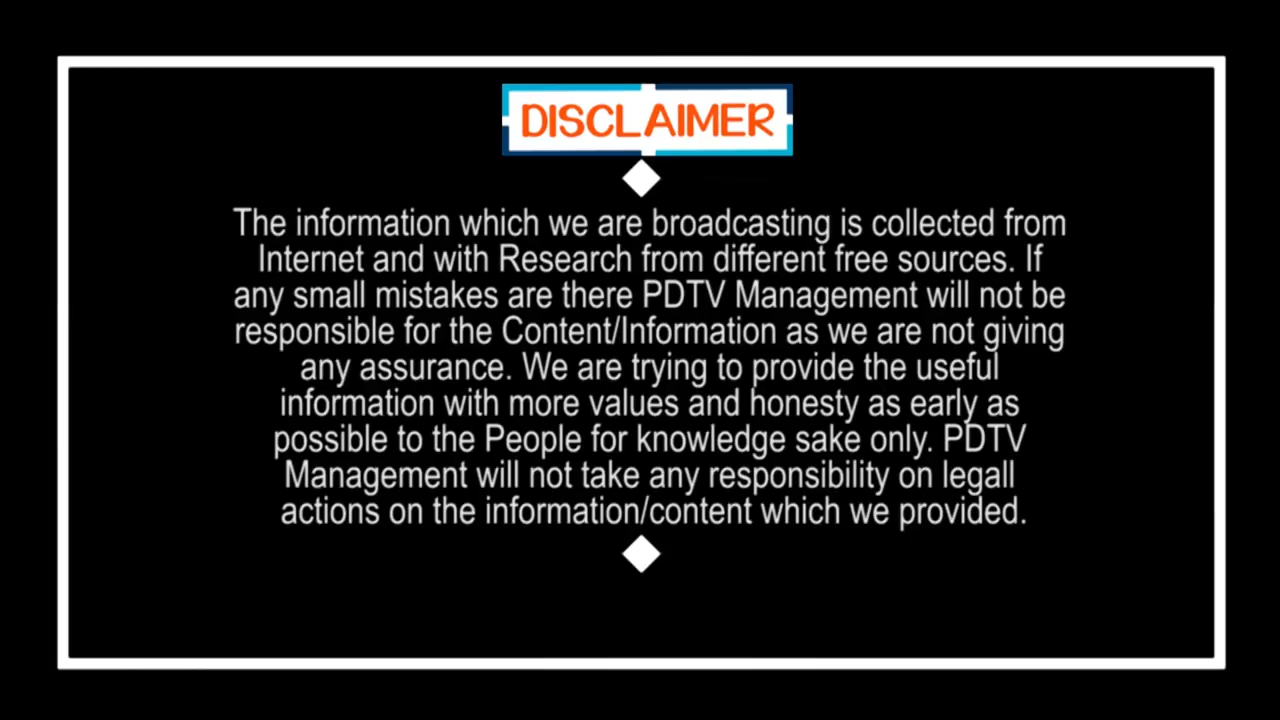 DISCLAIMER
The information which we are broadcasting is collected from
Internet and with Research from different free sources. If
any small mistakes are there PDTV Management will not be
responsible for the Content/Information as we are not giving
any assurance. We are trying to provide the useful
information with more values and honesty as early as
possible to the People for knowledge sake only. PDTV
Management will not take any responsibility on legall
actions on the information/content which we provided.